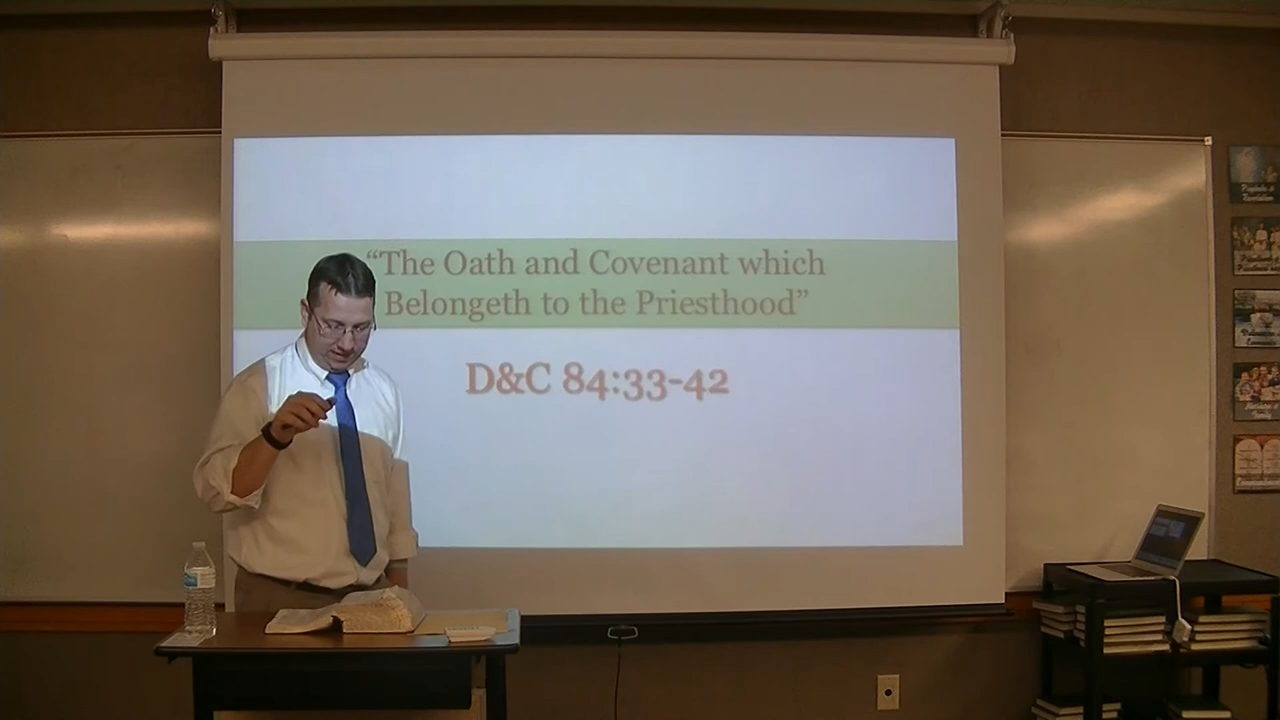 “The Oath and Covenant which
Belongeth to the Priesthood”
D&C 84:33-42